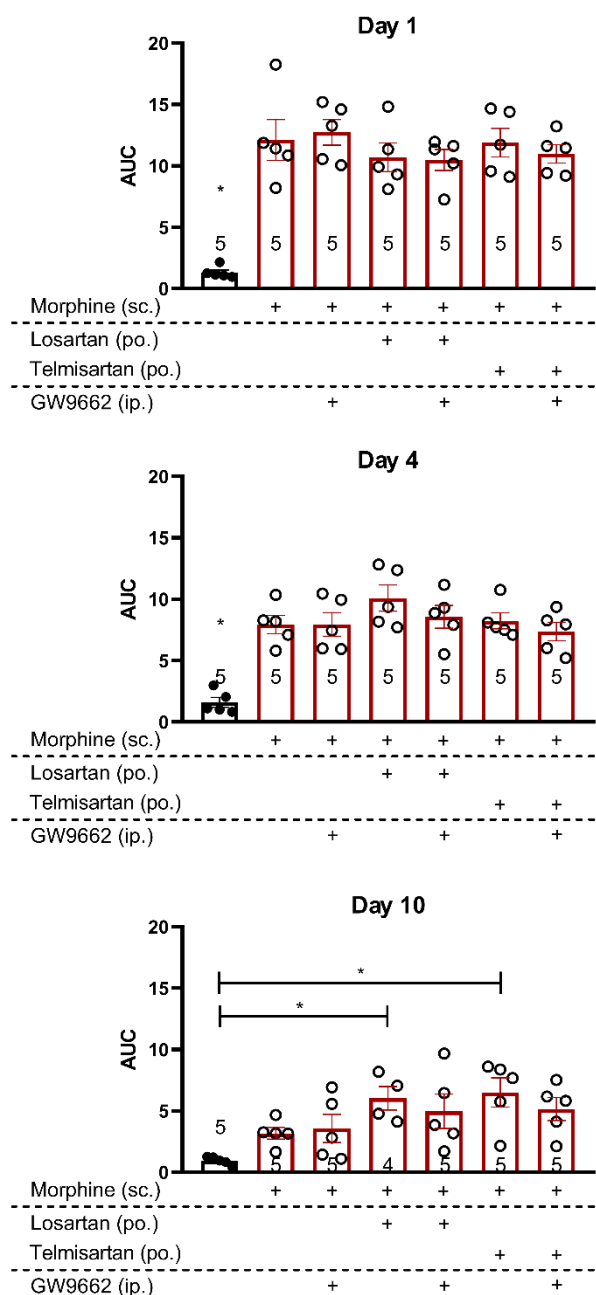 Day 1
20
15
10
5
0
AUC
*
5 5 5 5 5 5 5
Morphine (sc.) + + + + + +
Losartan (po.) + +
Telmisartan (po.) + +
GW9662 (ip.) + + +
Day 4
20
15
10
5
0
AUC
*
5 5 5 5 5 5 5
Morphine (sc.) + + + + + +
Losartan (po.) + +
Telmisartan (po.) + +
GW9662 (ip.) + + +
Day 10
20
15
10
5
0
AUC
*
*
5 5 5 4 5 5 5
Morphine (sc.) + + + + + +
Losartan (po.) + +
Telmisartan (po.) + +
GW9662 (ip.) + + +